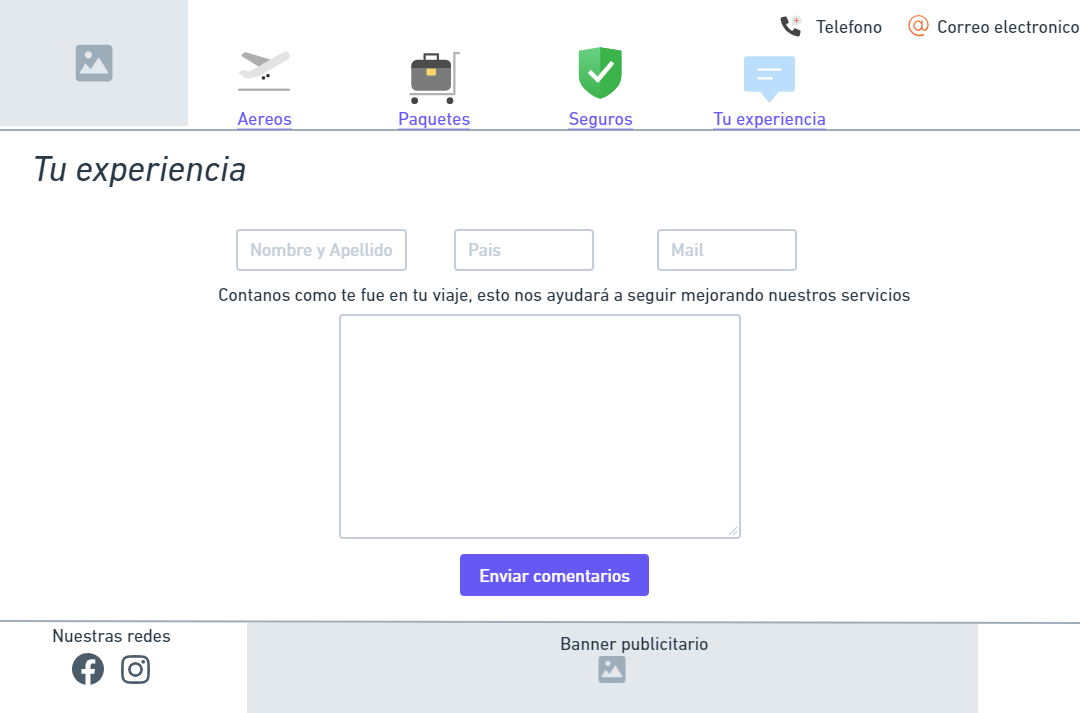 Telefono
Correo electronico
Aereos
Paquetes
Seguros
Tu experiencia
Tu experiencia
Nombre y Apellido
Pais
Mail
Contanos como te fue en tu viaje, esto nos ayudará a seguir mejorando nuestros servicios
Enviar comentarios
Nuestras redes
Banner publicitario